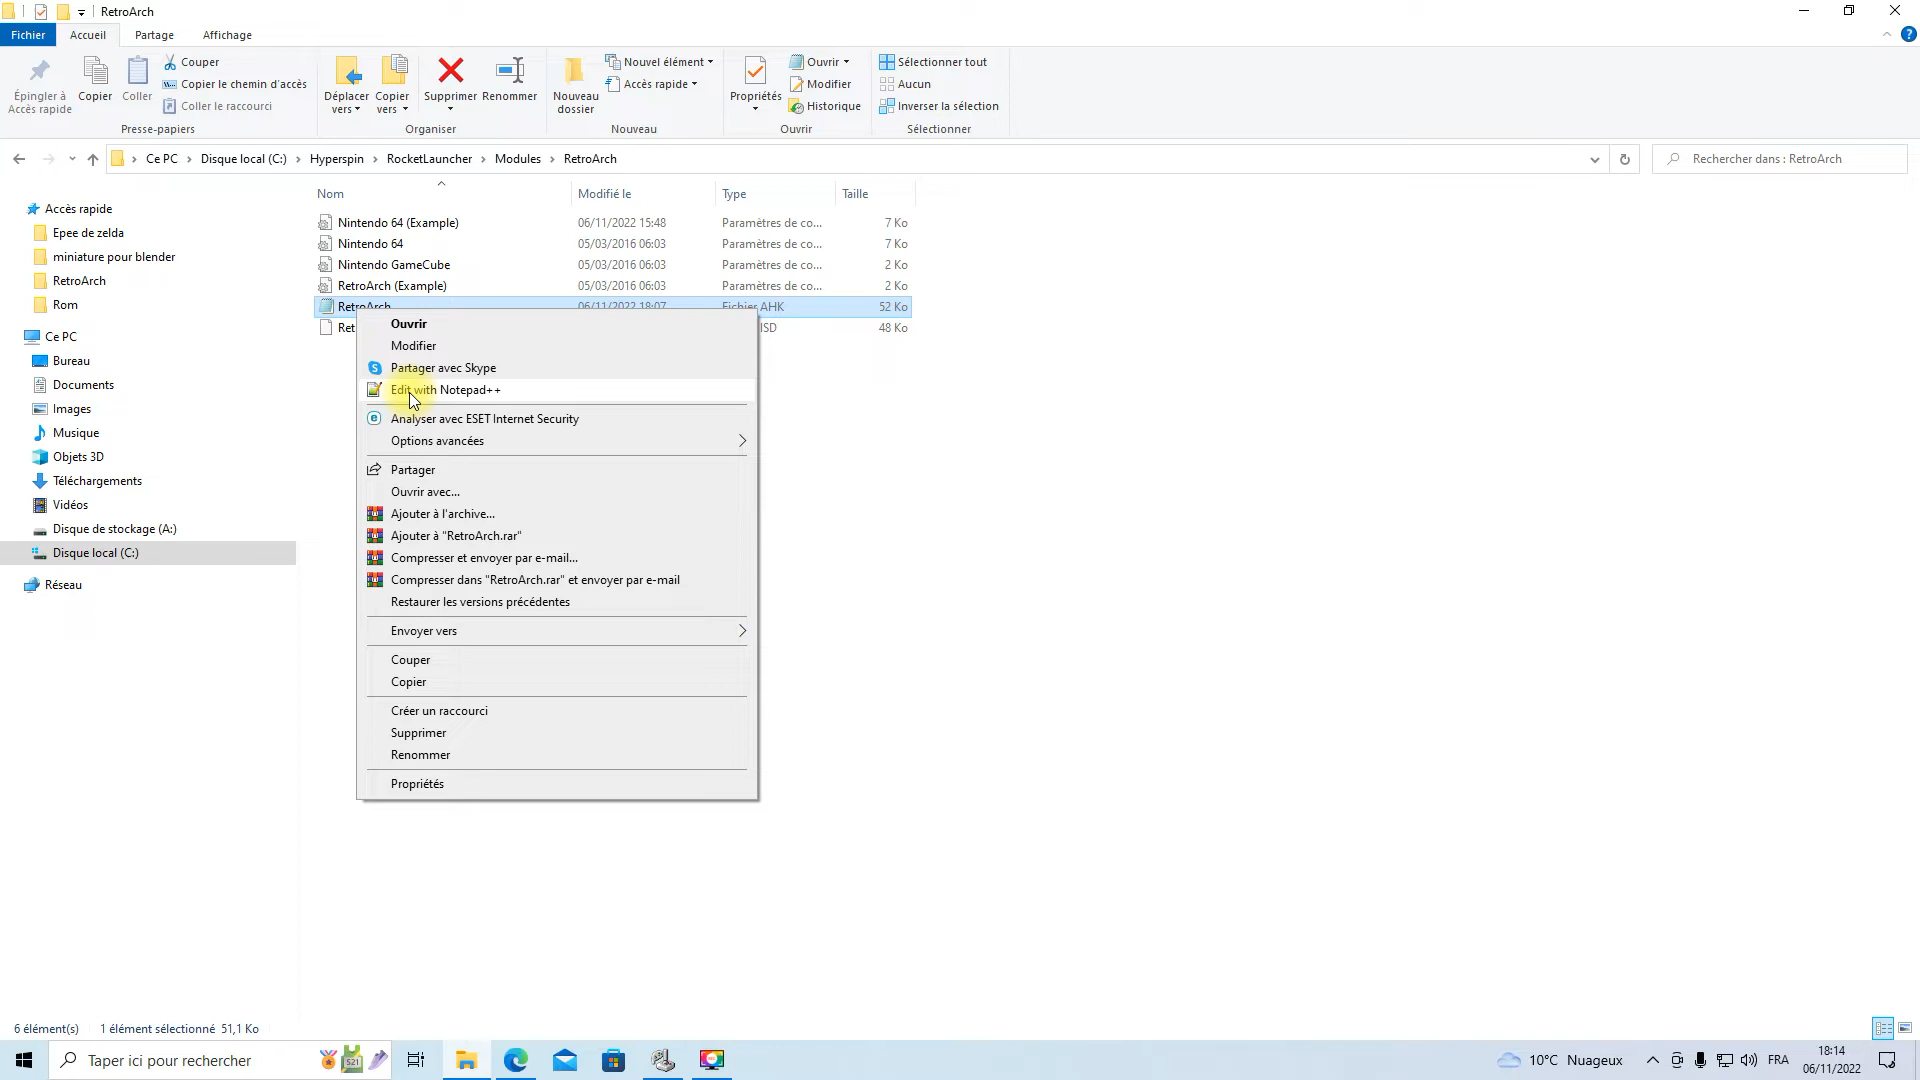 RetroArch
Fichier Accueil Partage Affichage
Épingler à Accès rapide
Copier
Coller
Couper
Copier le chemin d'accès
Coller le raccourci
Presse-papiers
Déplacer vers
Copier vers
Supprimer
Renommer
Organiser
Nouveau dossier
Nouvel élément
Accès rapide
Nouveau
Propriétés
Ouvrir
Modifier
Historique
Ouvrir
Sélectionner tout
Aucun
Inverser la sélection
Sélectionner
Ce PC > Disque local (C:) > Hyperspin > RocketLauncher > Modules > RetroArch
Rechercher dans : RetroArch
Accès rapide
Epee de zelda
miniature pour blender
RetroArch
Rom
Ce PC
Bureau
Documents
Images
Musique
Objets 3D
Téléchargements
Vidéos
Disque de stockage (A:)
Disque local (C:)
Réseau
Nom Modifié le Type Taille
Nintendo 64 (Example) 06/11/2022 15:48 Paramètres de co... 7 Ko
Nintendo 64 05/03/2016 06:03 Paramètres de co... 7 Ko
Nintendo GameCube 05/03/2016 06:03 Paramètres de co... 2 Ko
RetroArch (Example) 05/03/2016 06:03 Paramètres de co... 2 Ko
RetroArch 06/11/2022 18:07 Fichier AHK 52 Ko
Ret ISD 48 Ko
Ouvrir
Modifier
Partager avec Skype
Edit with Notepad++
Analyser avec ESET Internet Security
Options avancées
Partager
Ouvrir avec...
Ajouter à l'archive...
Ajouter à "RetroArch.rar"
Compresser et envoyer par e-mail...
Compresser dans "RetroArch.rar" et envoyer par e-mail
Restaurer les versions précédentes
Envoyer vers
Couper
Copier
Créer un raccourci
Supprimer
Renommer
Propriétés
6 élément(s) 1 élément sélectionné 51,1 Ko
Taper ici pour rechercher
521
10°C Nuageux
FRA
18:14
06/11/2022